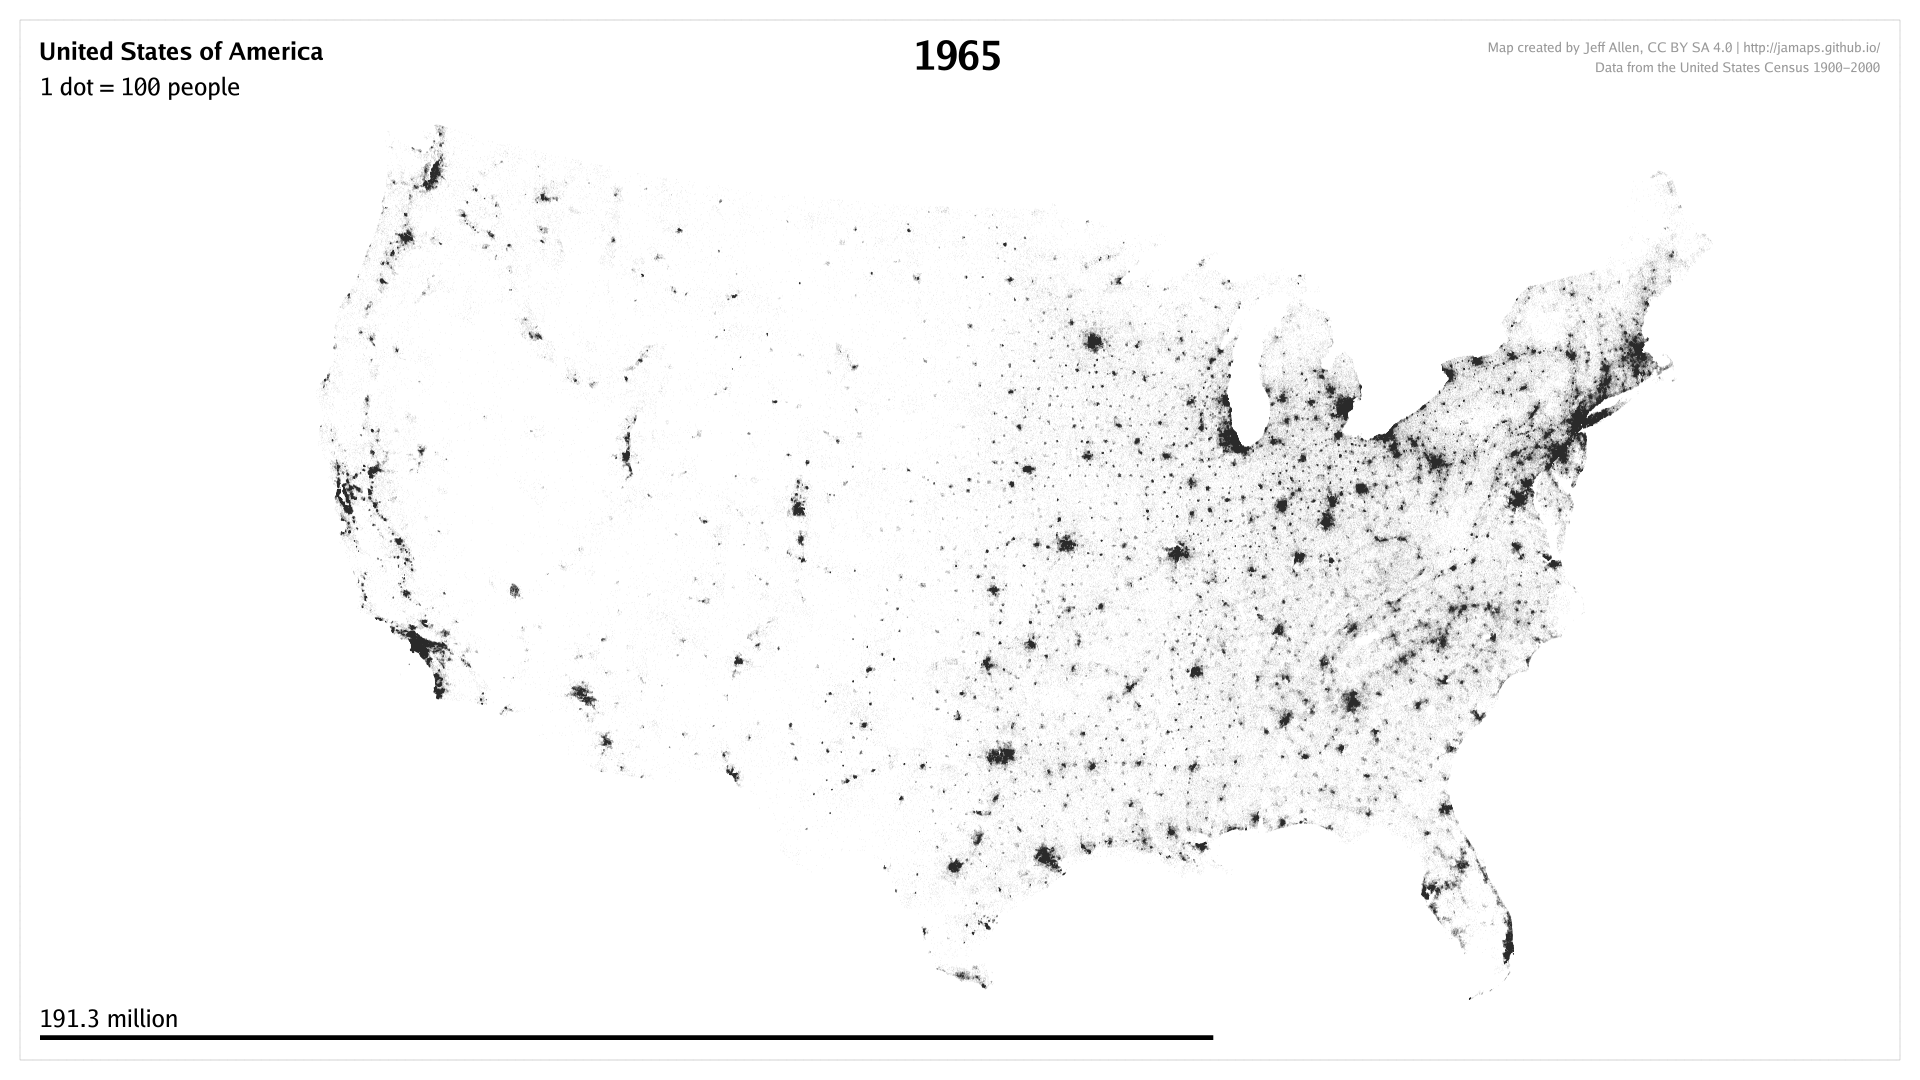 United States of America
1 dot = 100 people
1965
Map created by Jeff Allen, CC BY SA 4.0 | http://jamaps.github.io/
Data from the United States Census 1900–2000
191.3 million